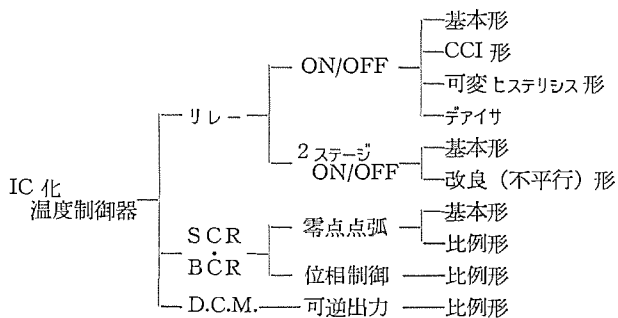 基本形
CCI 形
ON/OFF
可変ヒステリシス形
リレー
デアイサ
2 ステージ
ON/OFF
基本形
改良（不平行）形
IC 化
温度制御器
SCR
・
BCR
零点点弧
基本形
比例形
位相制御
比例形
D.C.M.
可逆出力
比例形